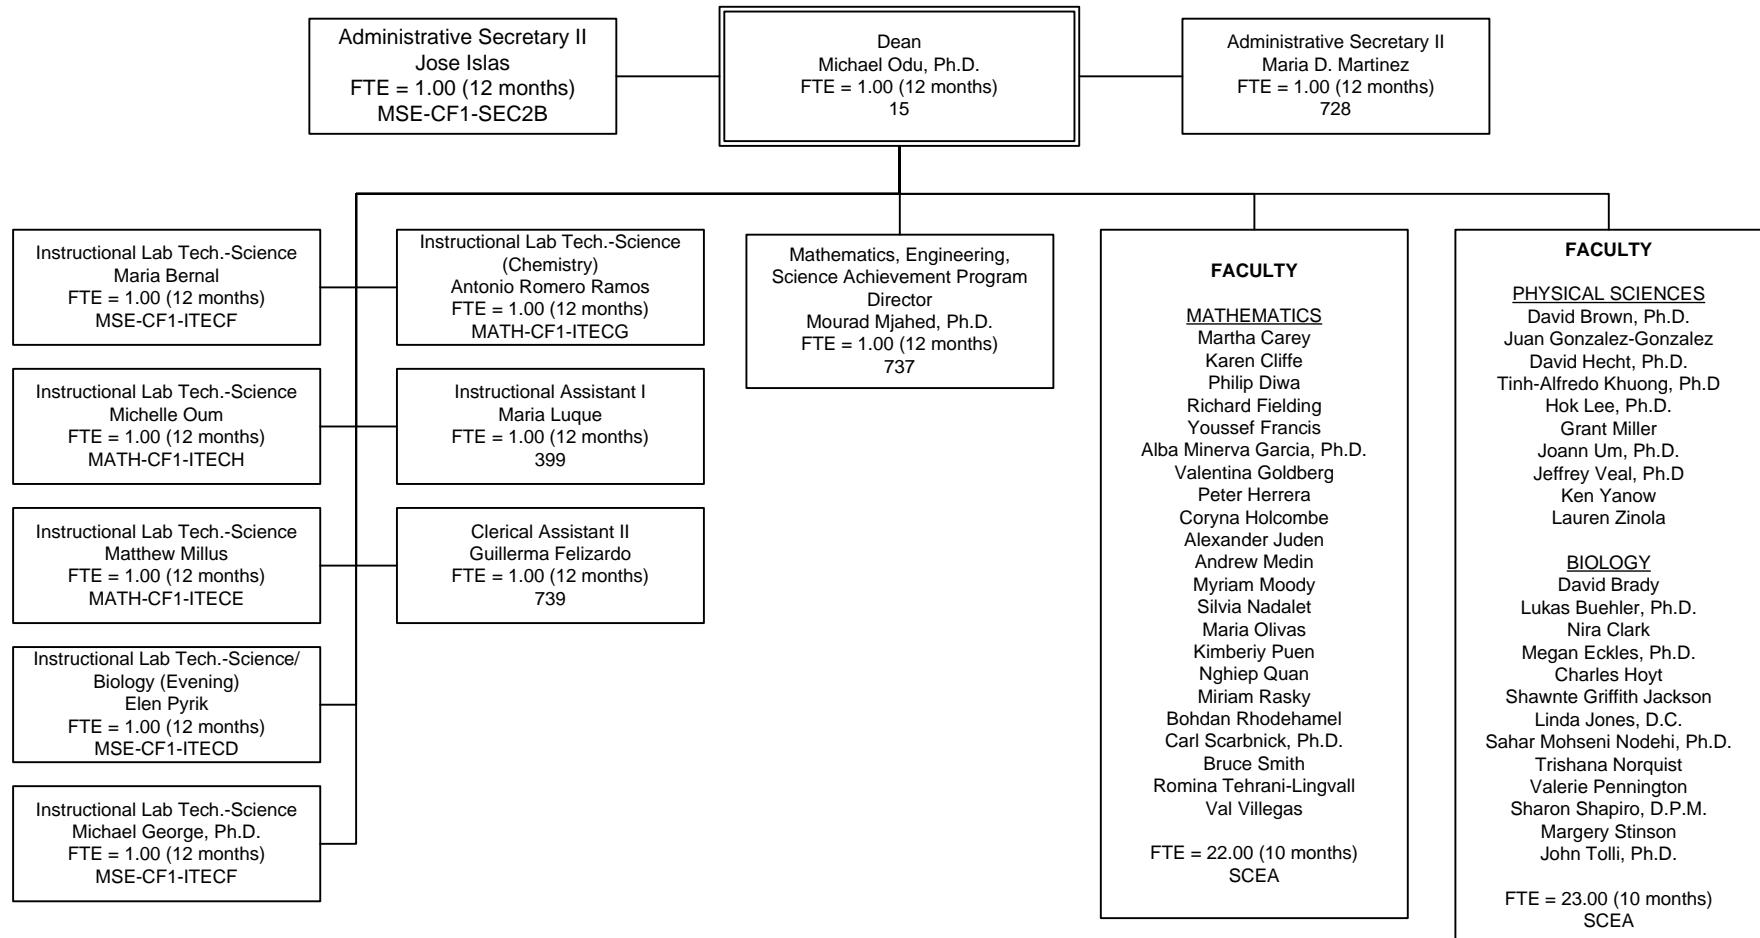 Administrative Secretary II
Jose Islas
FTE = 1.00 (12 months)
MSE-CF1-SEC2B
Dean
Michael Odu, Ph.D.
FTE = 1.00 (12 months)
15
Administrative Secretary II
Maria D. Martinez
FTE = 1.00 (12 months)
728
Instructional Lab Tech.-Science
Maria Bernal
FTE = 1.00 (12 months)
MSE-CF1-ITECF
Instructional Lab Tech.-Science
(Chemistry)
Antonio Romero Ramos
FTE = 1.00 (12 months)
MATH-CF1-ITECG
Instructional Lab Tech.-Science
Michelle Oum
FTE = 1.00 (12 months)
MATH-CF1-ITECH
Instructional Assistant I
Maria Luque
FTE = 1.00 (12 months)
399
Instructional Lab Tech.-Science
Matthew Millus
FTE = 1.00 (12 months)
MATH-CF1-ITECE
Clerical Assistant II
Guillerma Felizardo
FTE = 1.00 (12 months)
739
Instructional Lab Tech.-Science/
Biology (Evening)
Elen Pyrik
FTE = 1.00 (12 months)
MSE-CF1-ITECD
Instructional Lab Tech.-Science
Michael George, Ph.D.
FTE = 1.00 (12 months)
MSE-CF1-ITECF
Mathematics, Engineering,
Science Achievement Program
Director
Mourad Mjahed, Ph.D.
FTE = 1.00 (12 months)
737
FACULTY
MATHEMATICS
Martha Carey
Karen Cliffe
Philip Diwa
Richard Fielding
Youssef Francis
Alba Minerva Garcia, Ph.D.
Valentina Goldberg
Peter Herrera
Coryna Holcombe
Alexander Juden
Andrew Medin
Myriam Moody
Silvia Nadalet
Maria Olivas
Kimberiy Puen
Nghiep Quan
Miriam Rasky
Bohdan Rhodehamel
Carl Scarbnick, Ph.D.
Bruce Smith
Romina Tehrani-Lingvall
Val Villegas
FTE = 22.00 (10 months)
SCEA
FACULTY
PHYSICAL SCIENCES
David Brown, Ph.D.
Juan Gonzalez-Gonzalez
David Hecht, Ph.D.
Tinh-Alfredo Khuong, Ph.D
Hok Lee, Ph.D.
Grant Miller
Joann Um, Ph.D.
Jeffrey Veal, Ph.D
Ken Yanow
Lauren Zinola
BIOLOGY
David Brady
Lukas Buehler, Ph.D.
Nira Clark
Megan Eckles, Ph.D.
Charles Hoyt
Shawnte Griffith Jackson
Linda Jones, D.C.
Sahar Mohseni Nodehi, Ph.D.
Trishana Norquist
Valerie Pennington
Sharon Shapiro, D.P.M.
Margery Stinson
John Tolli, Ph.D.
FTE = 23.00 (10 months)
SCEA